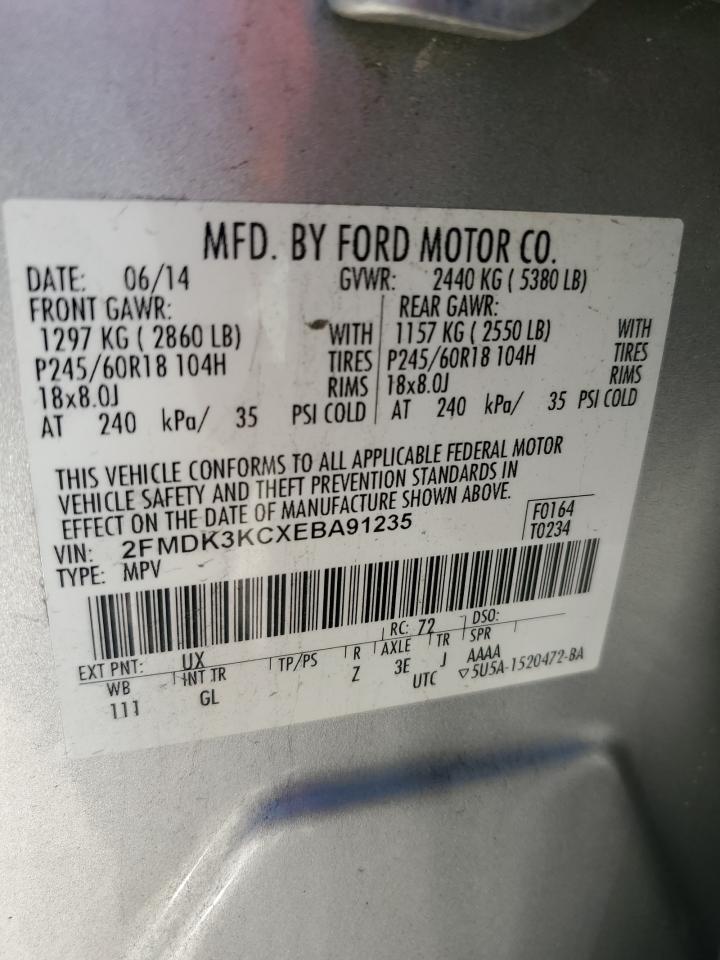 MFD. BY FORD MOTOR CO.
DATE: 06/14 GVWR: 2440 KG ( 5380 LB)
FRONT GAWR: REAR GAWR:
1297 KG ( 2860 LB) WITH 1157 KG ( 2550 LB) WITH
P245/60R18 104H TIRES P245/60R18 104H TIRES
18x8.0J RIMS 18x8.0J RIMS
AT 240 kPa/ 35 PSI COLD AT 240 kPa/ 35 PSI COLD
THIS VEHICLE CONFORMS TO ALL APPLICABLE FEDERAL MOTOR
VEHICLE SAFETY AND THEFT PREVENTION STANDARDS IN
EFFECT ON THE DATE OF MANUFACTURE SHOWN ABOVE.
VIN: 2FMDK3KCXEBA91235 F0164
TYPE: MPV T0234
EXT PNT: UX RC: 72 DSO:
WB INT TR TP/PS R AXLE TR SPR
111 GL Z 3E J AAAA
UTC ▽5U5A-1520472-BA